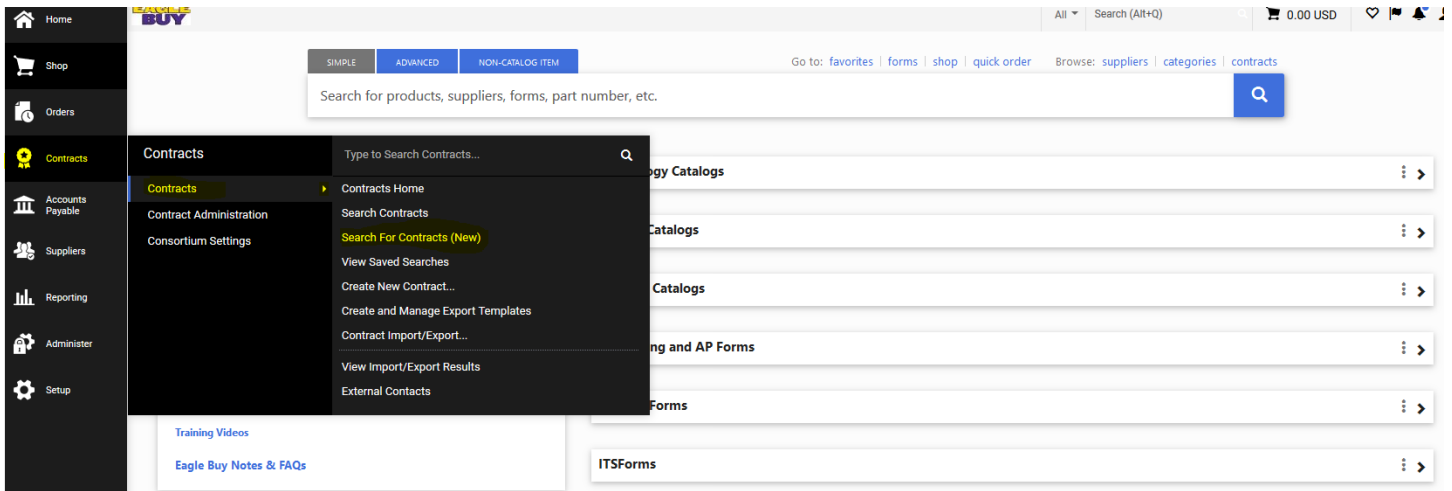 Home
EAGLE
BUY
All
Search (Alt+Q)
0.00 USD
Shop
SIMPLE
ADVANCED
NON-CATALOG ITEM
Go to: favorites | forms | shop | quick order
Browse: suppliers | categories | contracts
Search for products, suppliers, forms, part number, etc.
Orders
Contracts
Accounts
Payable
Suppliers
Reporting
Administer
Setup
Contracts
Type to Search Contracts...
Contracts
Contract Administration
Consortium Settings
Contracts Home
Search Contracts
Search For Contracts (New)
View Saved Searches
Create New Contract...
Create and Manage Export Templates
Contract Import/Export...
View Import/Export Results
External Contacts
ogy Catalogs
Catalogs
Catalogs
ng and AP Forms
Forms
ITSForms
Training Videos
Eagle Buy Notes & FAQs